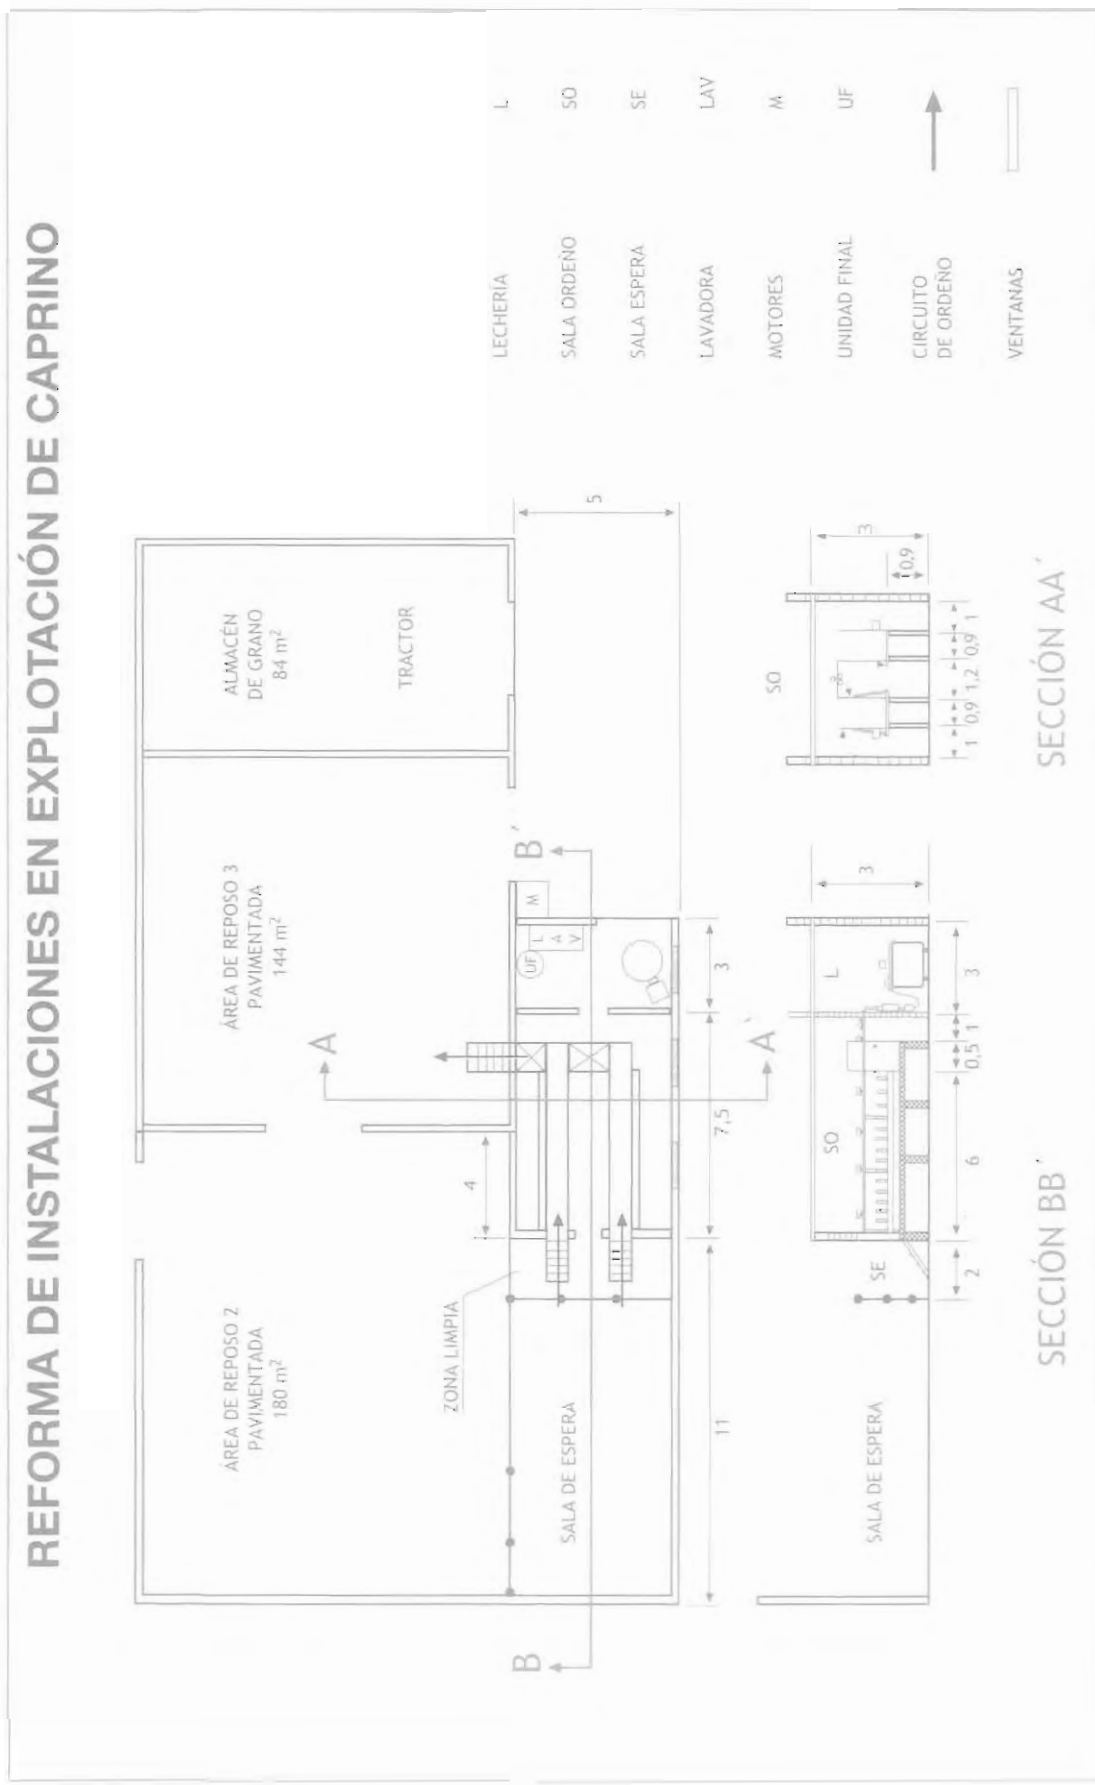 REFORMA DE INSTALACIONES EN EXPLOTACIÓN DE CAPRINO
ÁREA DE REPOSO 2
PAVIMENTADA
180 m²
ÁREA DE REPOSO 3
PAVIMENTADA
144 m²
ALMACÉN
DE GRANO
84 m²
TRACTOR
ZONA LIMPIA
4
A
A´
B
B´
UF
L
A
V
M
5
SALA DE ESPERA
11
7,5
3
SALA DE ESPERA
SE
SO
L
2
6
0,5
1
3
3
SECCIÓN BB´
SO
1
0,9
1,2
0,9
1
0,9
3
SECCIÓN AA´
LECHERÍA L
SALA ORDEÑO SO
SALA ESPERA SE
LAVADORA LAV
MOTORES M
UNIDAD FINAL UF
CIRCUITO
DE ORDEÑO
VENTANAS